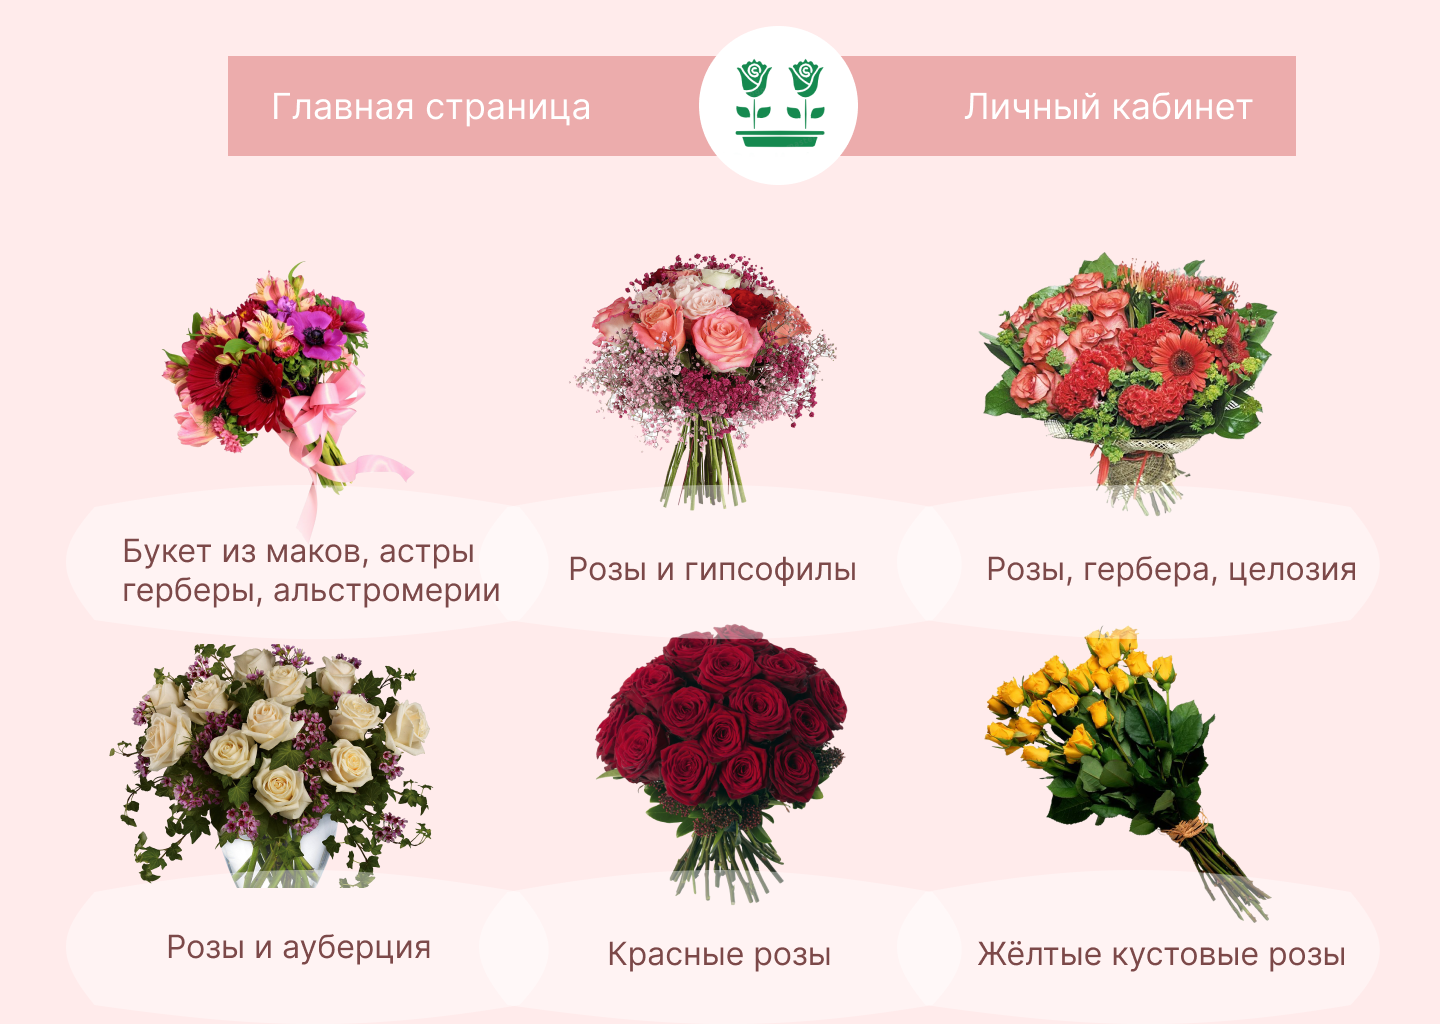 Главная страница
Личный кабинет
Букет из маков, астры
герберы, альстромерии
Розы и гипсофилы
Розы, гербера, целозия
Розы и ауберция
Красные розы
Жёлтые кустовые розы